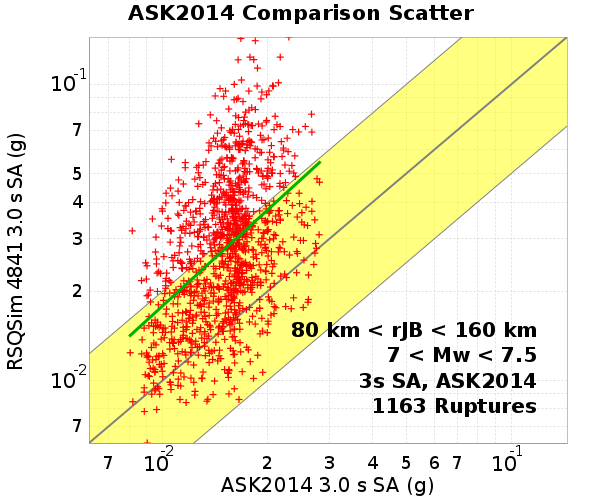 ASK2014 Comparison Scatter
RSQSim 4841 3.0 s SA (g)
10-1
7
5
4
3
2
10-2
7
80 km < rJB < 160 km
7 < Mw < 7.5
3s SA, ASK2014
1163 Ruptures
7 10-2 2 3 4 5 6 7 10-1
ASK2014 3.0 s SA (g)